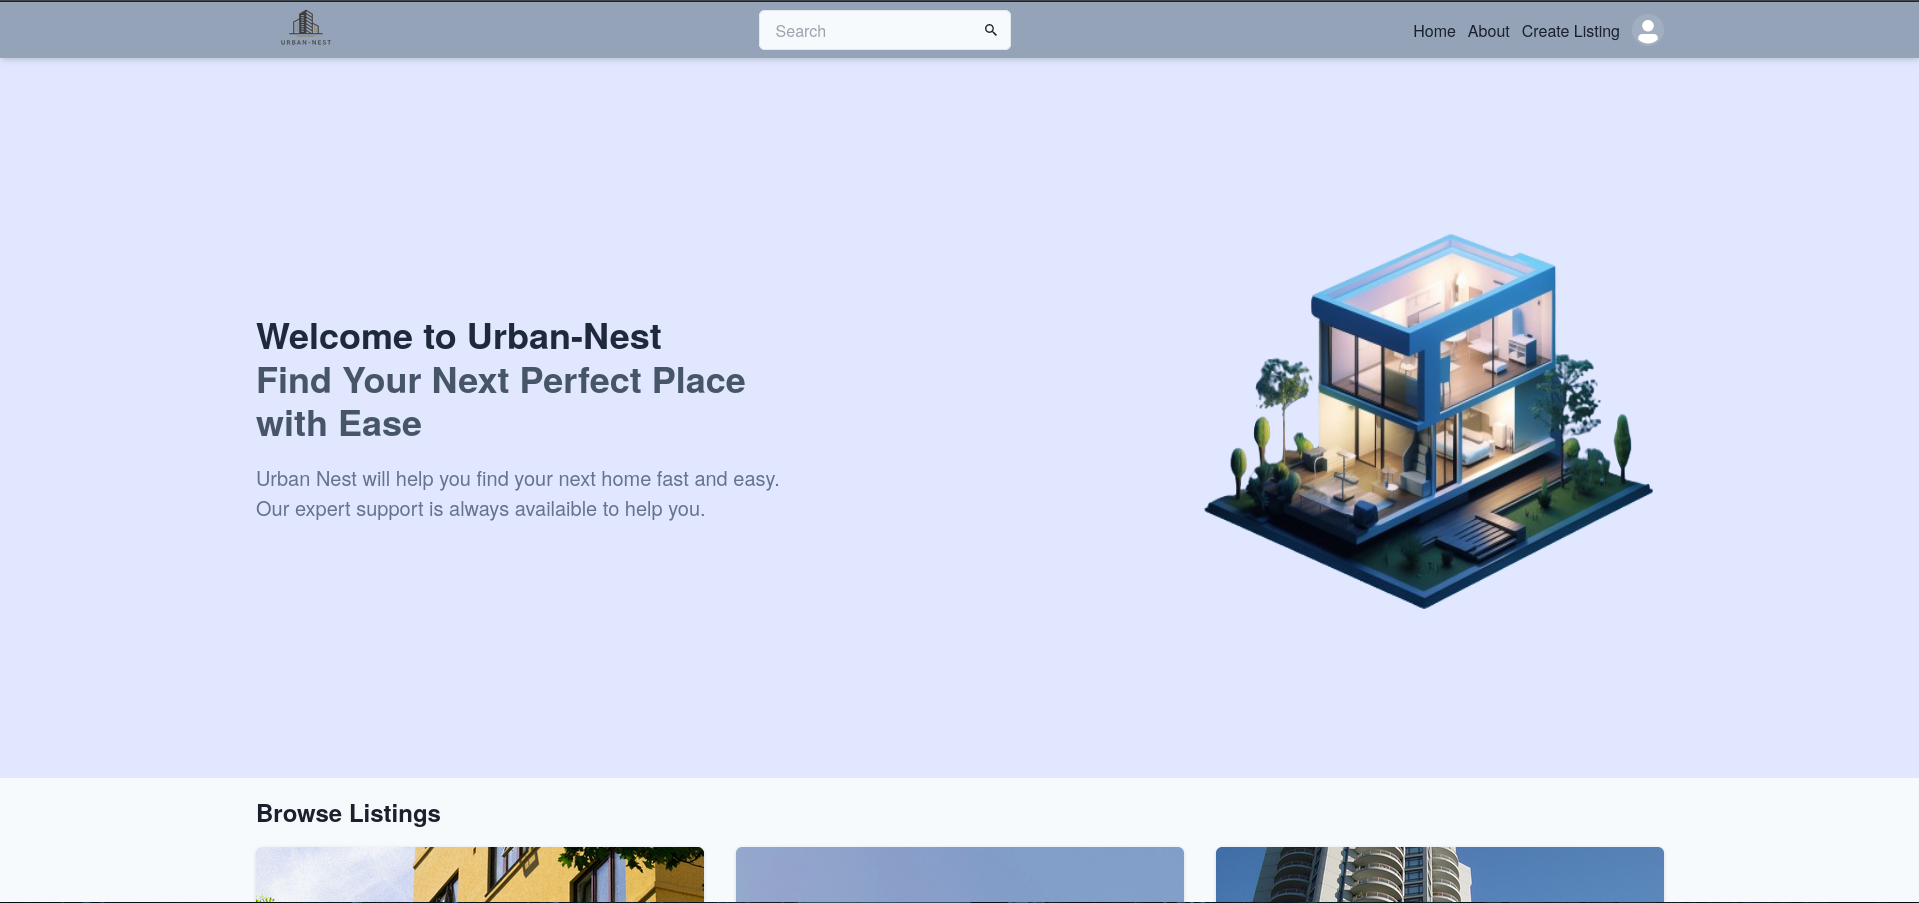 URBAN-NEST
Search
Home About Create Listing
Welcome to Urban-Nest
Find Your Next Perfect Place
with Ease
Urban Nest will help you find your next home fast and easy.
Our expert support is always availaible to help you.
Browse Listings